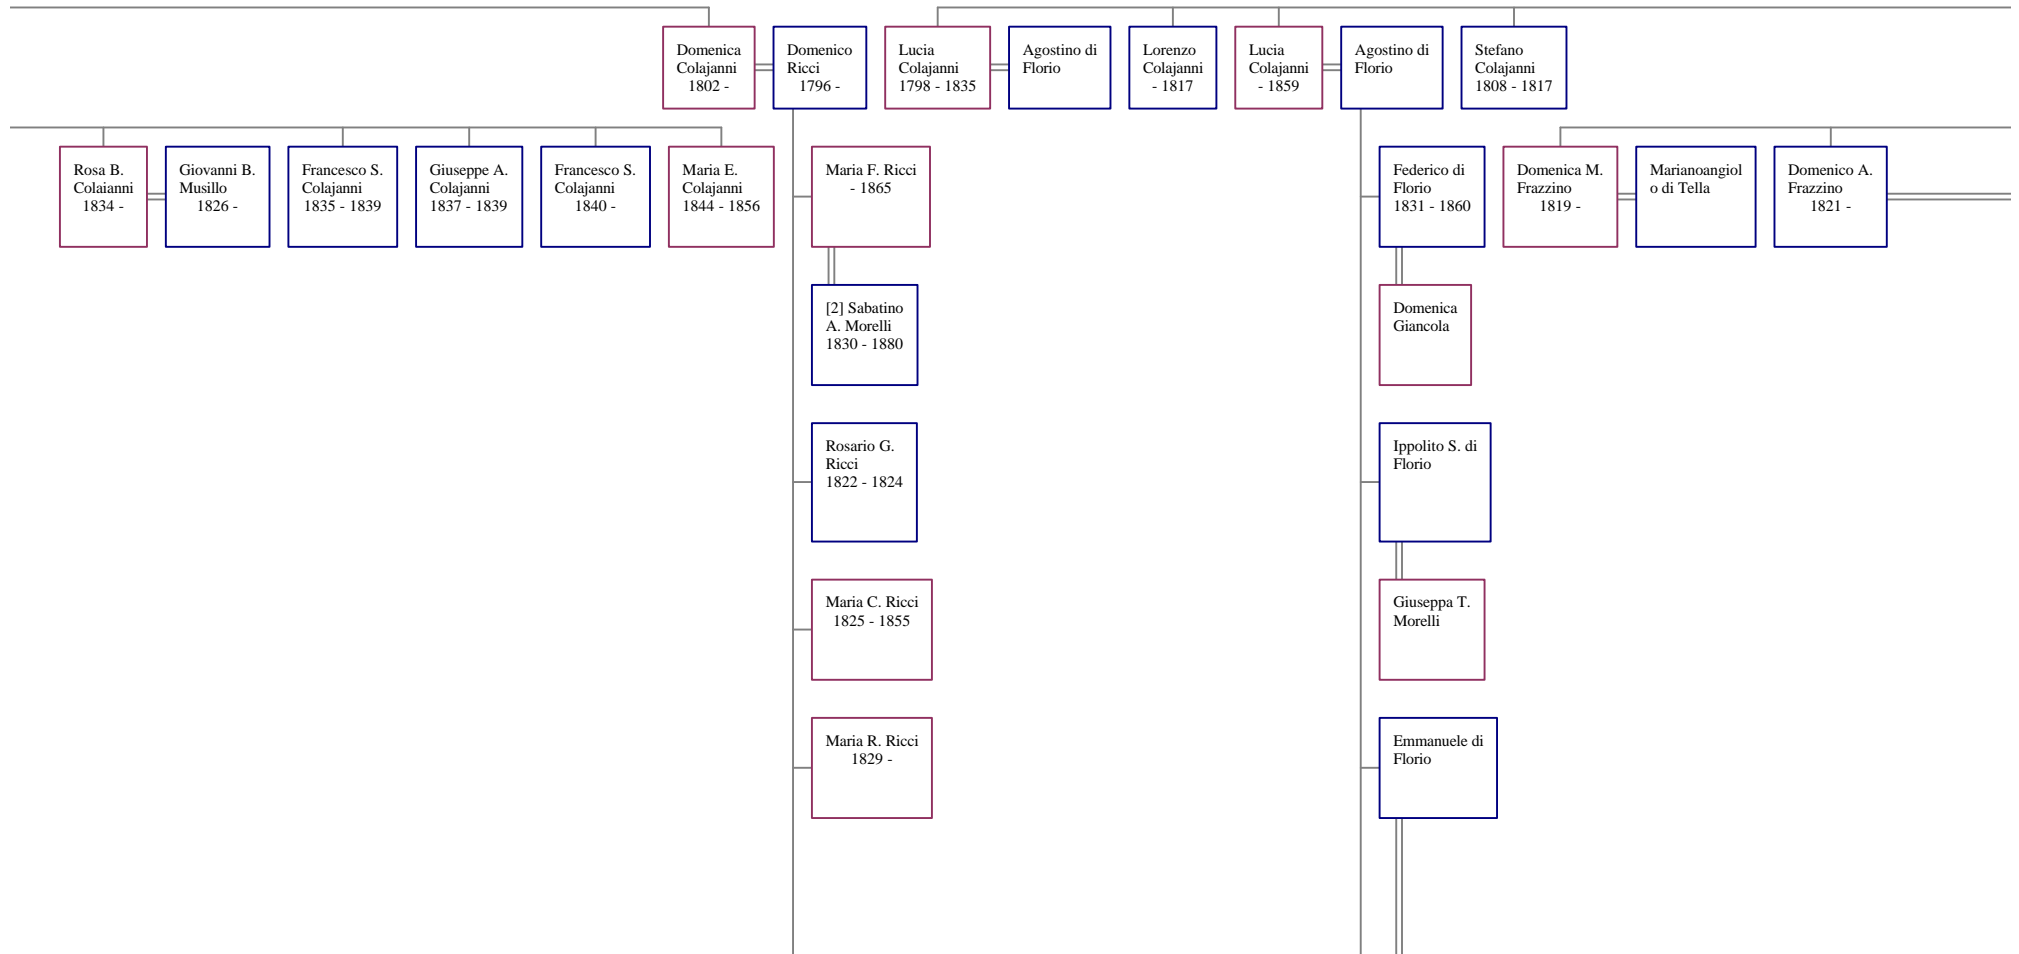 Domenica
Colajanni
1802 -
Domenico
Ricci
1796 -
Lucia
Colajanni
1798 - 1835
Agostino di
Florio
Lorenzo
Colajanni
- 1817
Lucia
Colajanni
- 1859
Agostino di
Florio
Stefano
Colajanni
1808 - 1817
Rosa B.
Colaianni
1834 -
Giovanni B.
Musillo
1826 -
Francesco S.
Colajanni
1835 - 1839
Giuseppe A.
Colajanni
1837 - 1839
Francesco S.
Colajanni
1840 -
Maria E.
Colajanni
1844 - 1856
Maria F. Ricci
- 1865
Federico di
Florio
1831 - 1860
Domenica M.
Frazzino
1819 -
Marianoangiol
o di Tella
Domenico A.
Frazzino
1821 -
[2] Sabatino
A. Morelli
1830 - 1880
Domenica
Giancola
Rosario G.
Ricci
1822 - 1824
Ippolito S. di
Florio
Maria C. Ricci
1825 - 1855
Giuseppa T.
Morelli
Maria R. Ricci
1829 -
Emmanuele di
Florio